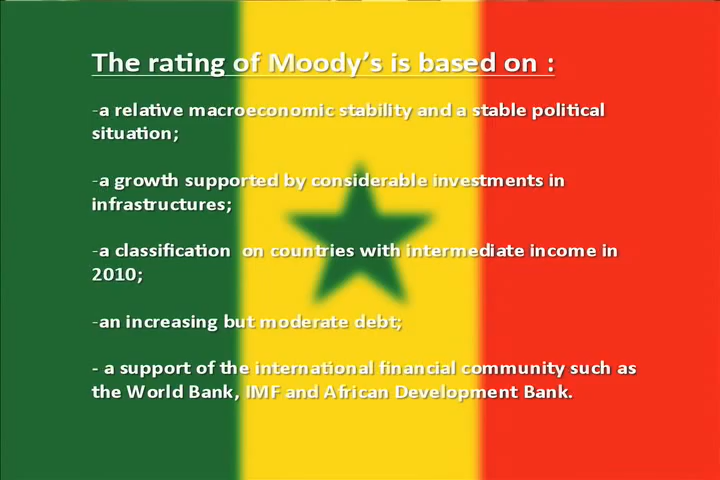 The rating of Moody's is based on :
-a relative macroeconomic stability and a stable political
situation;
-a growth supported by considerable investments in
infrastructures;
-a classification  on countries with intermediate income in
2010;
-an increasing but moderate debt;
- a support of the international financial community such as
the World Bank, IMF and African Development Bank.